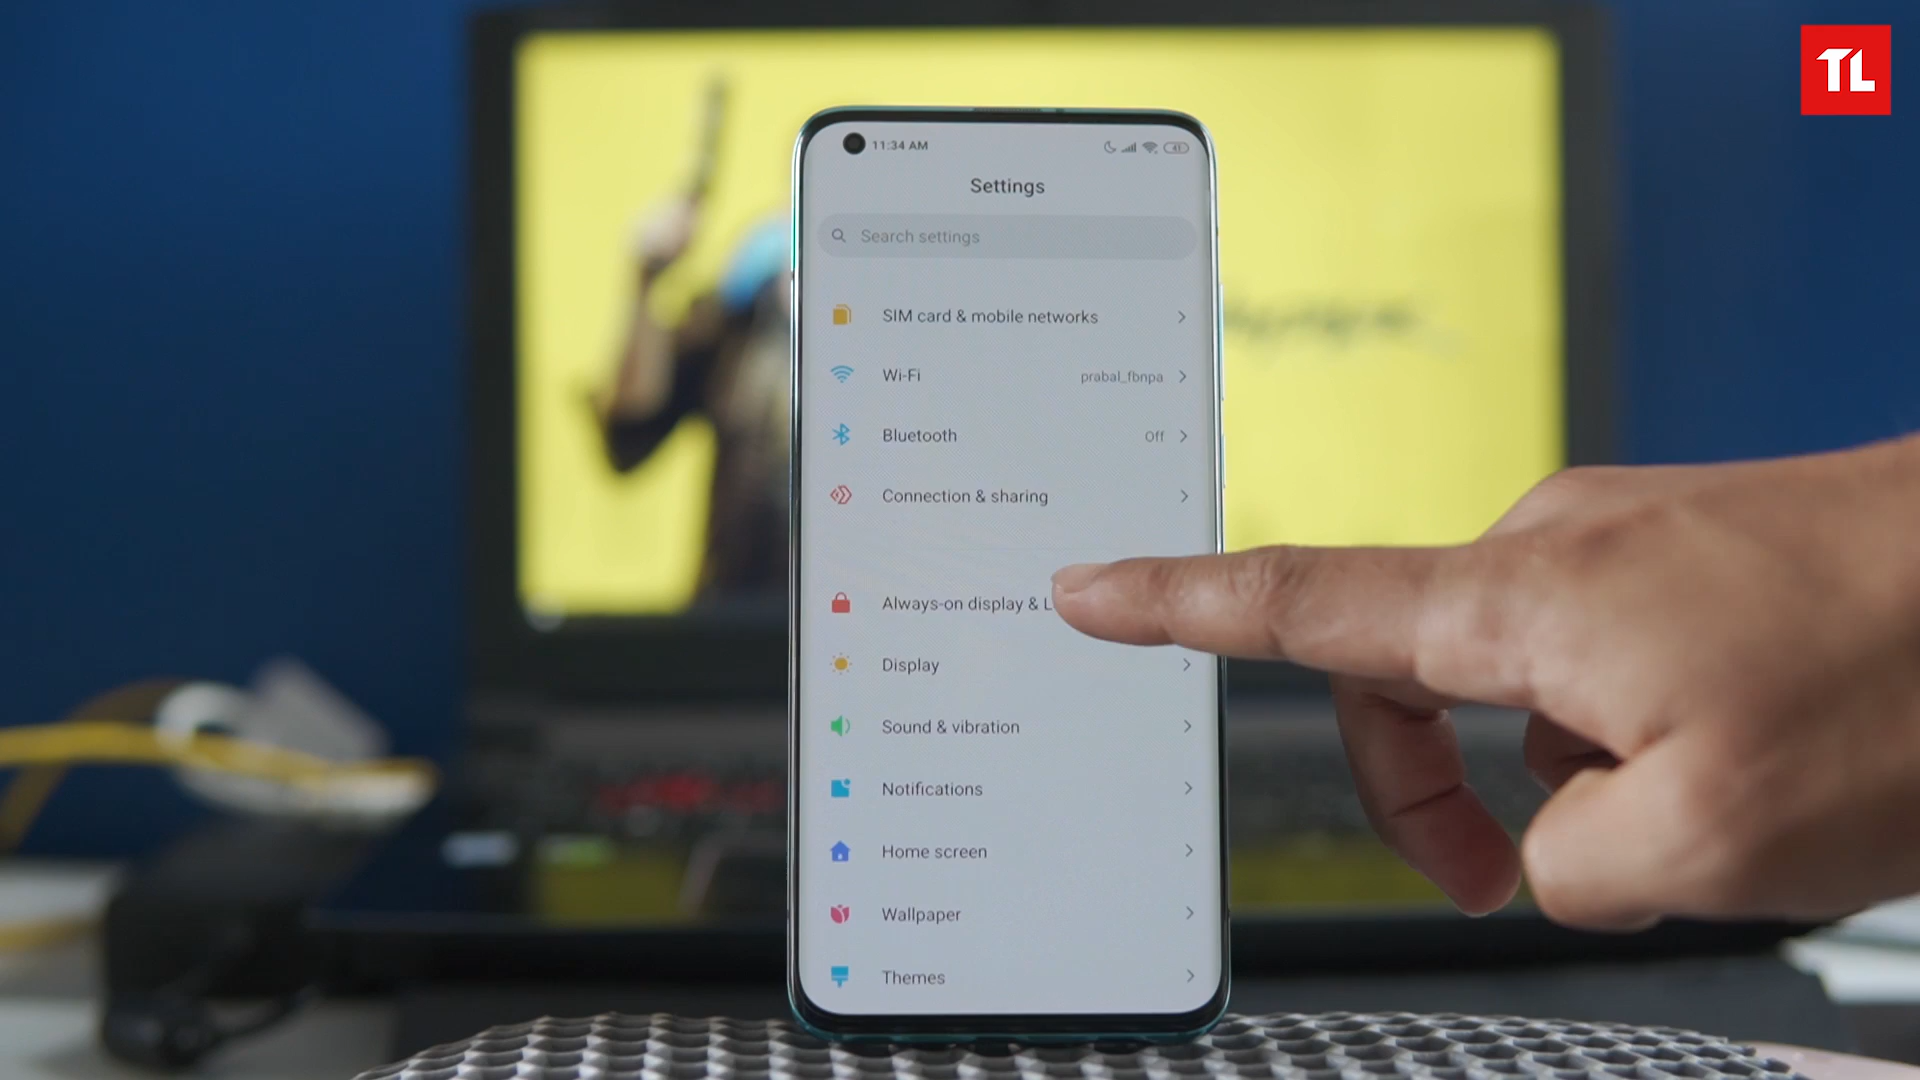 TL
11:34 AM
41
Settings
Search settings
SIM card & mobile networks
Wi-Fi prabal_fbnpa
Bluetooth Off
Connection & sharing
Always-on display & L
Display
Sound & vibration
Notifications
Home screen
Wallpaper
Themes